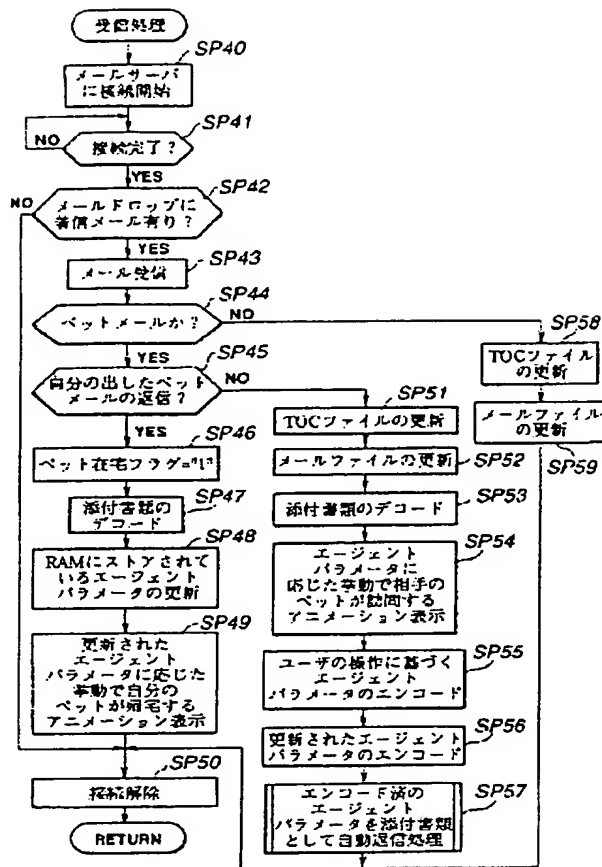 受信処理
SP40
メールサーバ
に接続開始
SP41
NO
接続完了？
YES
SP42
NO
メールドロップに
着信メール有り？
YES
SP43
メール受信
SP44
ペットメールか？
NO
YES
SP45
自分の出したペット
メールの返信？
NO
YES
SP46
ペット在宅フラグ="1"
SP47
添付書類の
デコード
SP48
RAMにストアされて
いるエージェント
パラメータの更新
SP49
更新された
エージェント
パラメータに応じた
挙動で自分の
ペットが帰宅する
アニメーション表示
SP50
接続解除
RETURN
SP51
TOCファイルの更新
SP52
メールファイルの更新
SP53
添付書類のデコード
SP54
エージェント
パラメータに
応じた挙動で相手の
ペットが訪問する
アニメーション表示
SP55
ユーザの操作に基づく
エージェント
パラメータのエンコード
SP56
更新されたエージェント
パラメータのエンコード
SP57
エンコード済の
エージェント
パラメータを添付書類
として自動返信処理
SP58
TOCファイル
の更新
SP59
メールファイル
の更新